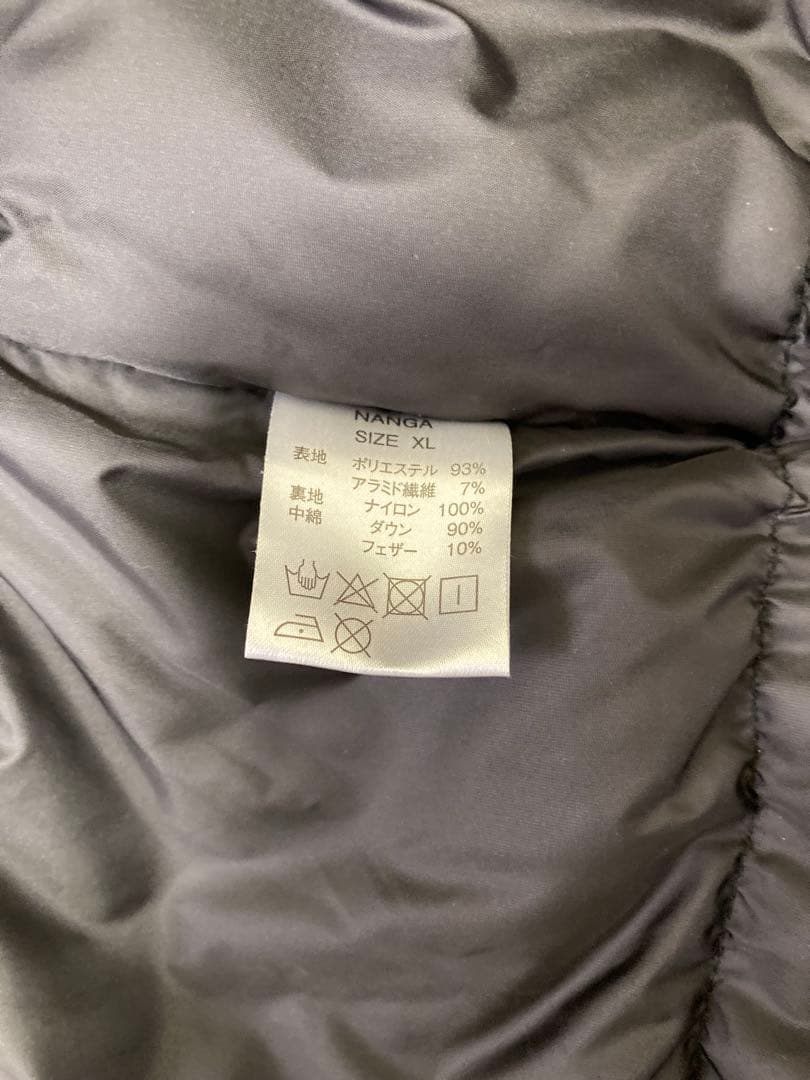 NANGA
SIZE XL
表地 ポリエステル 93%
アラミド繊維 7%
裏地 ナイロン 100%
中綿 ダウン 90%
フェザー 10%